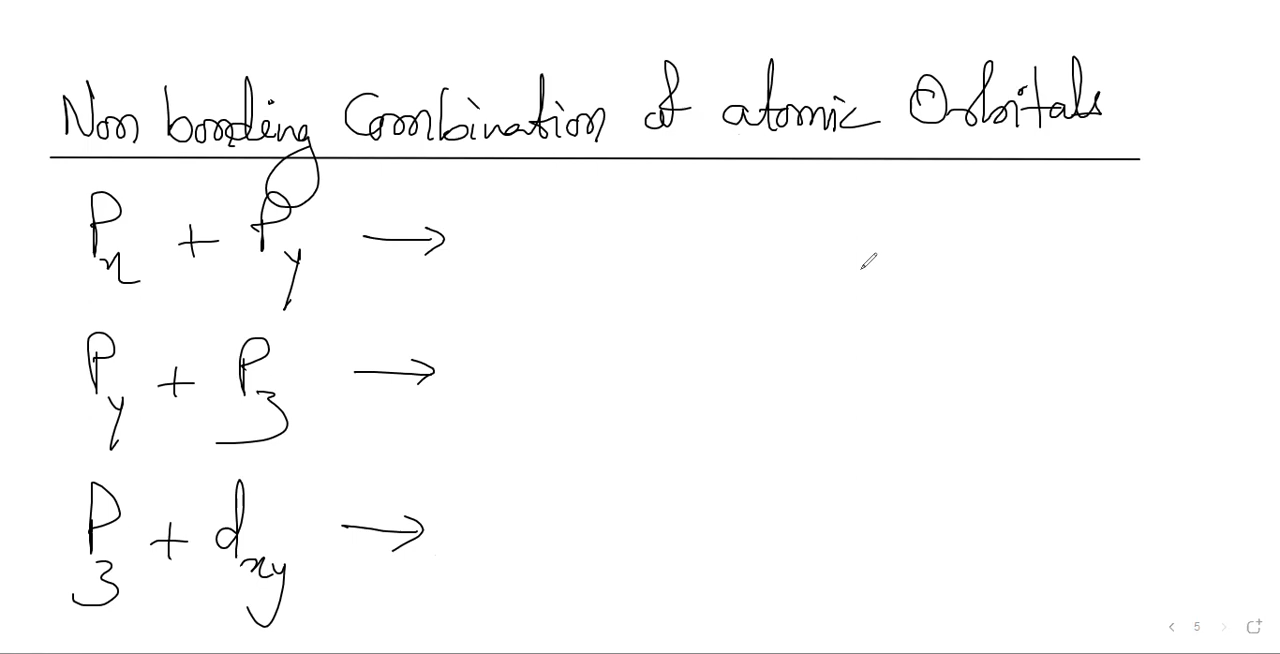 Non bonding Combination of atomic Orbitals
Px + Py →
Py + Pz →
Pz + dxy →
5